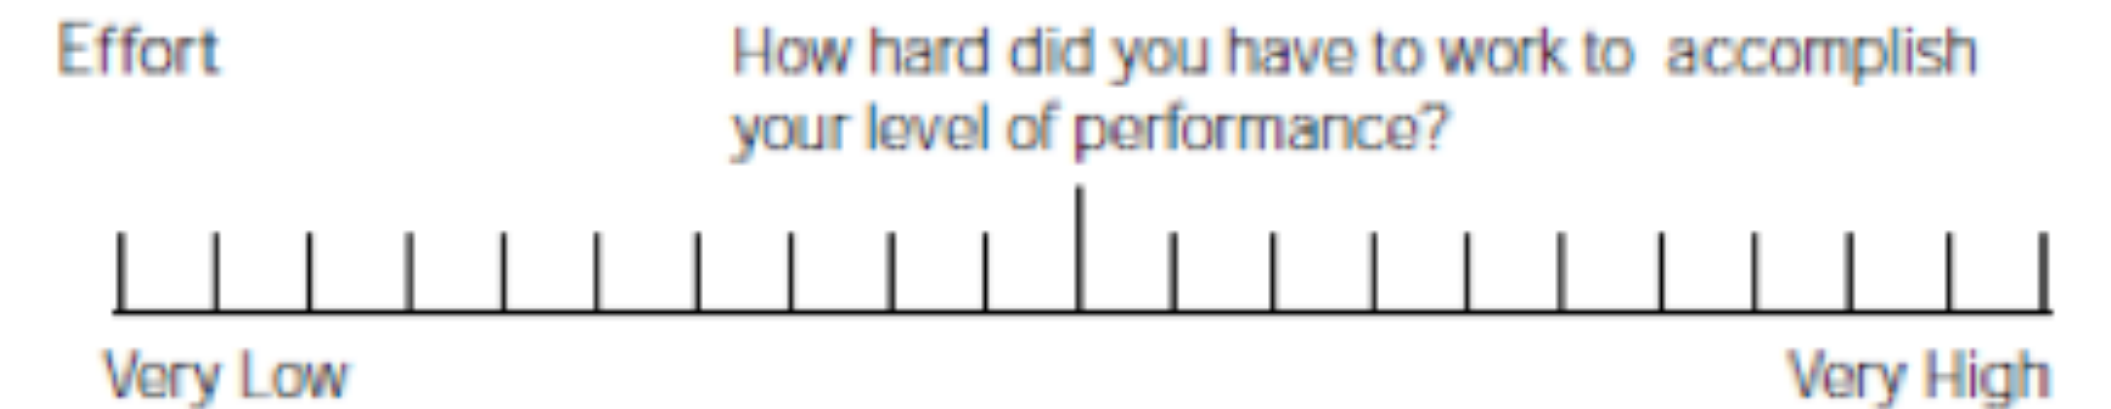 Effort
How hard did you have to work to accomplish
your level of performance?
Very Low
Very High